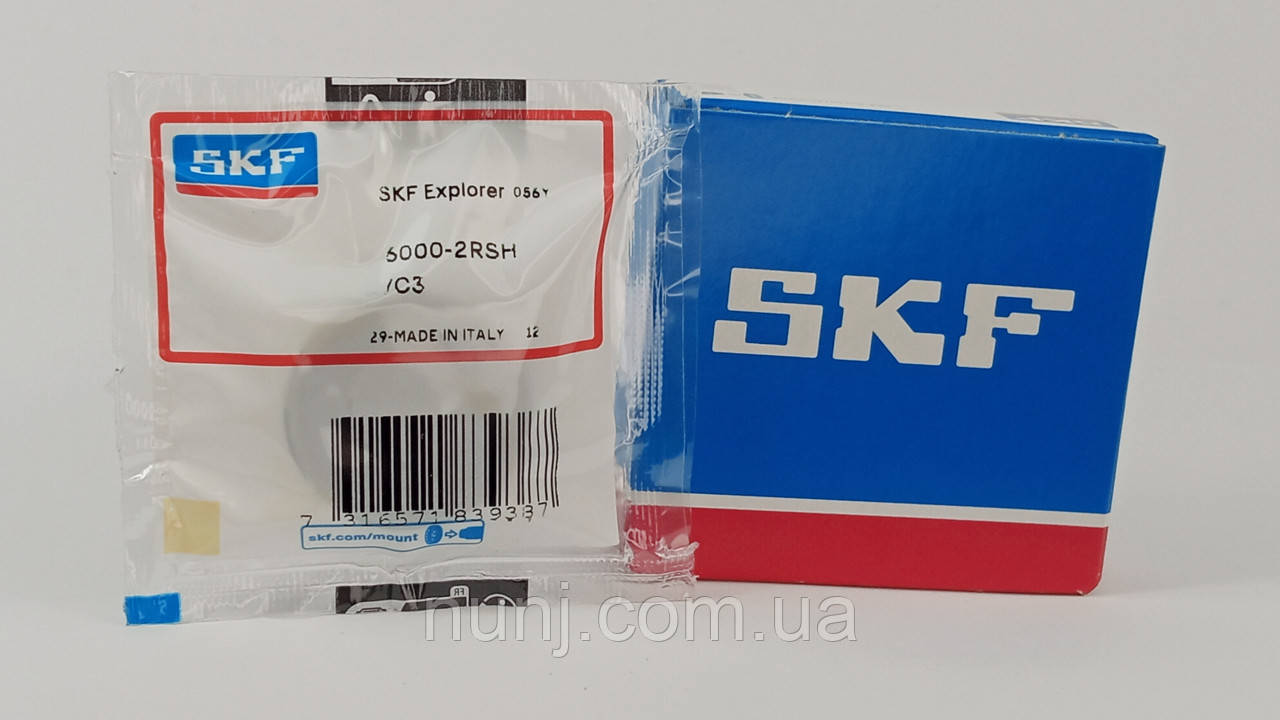 SKF
SKF Explorer 056Y
6000-2RSH
/C3
29-MADE IN ITALY 12
7 316571 839387
skf.com/mount
FR
SKF
nunj.com.ua